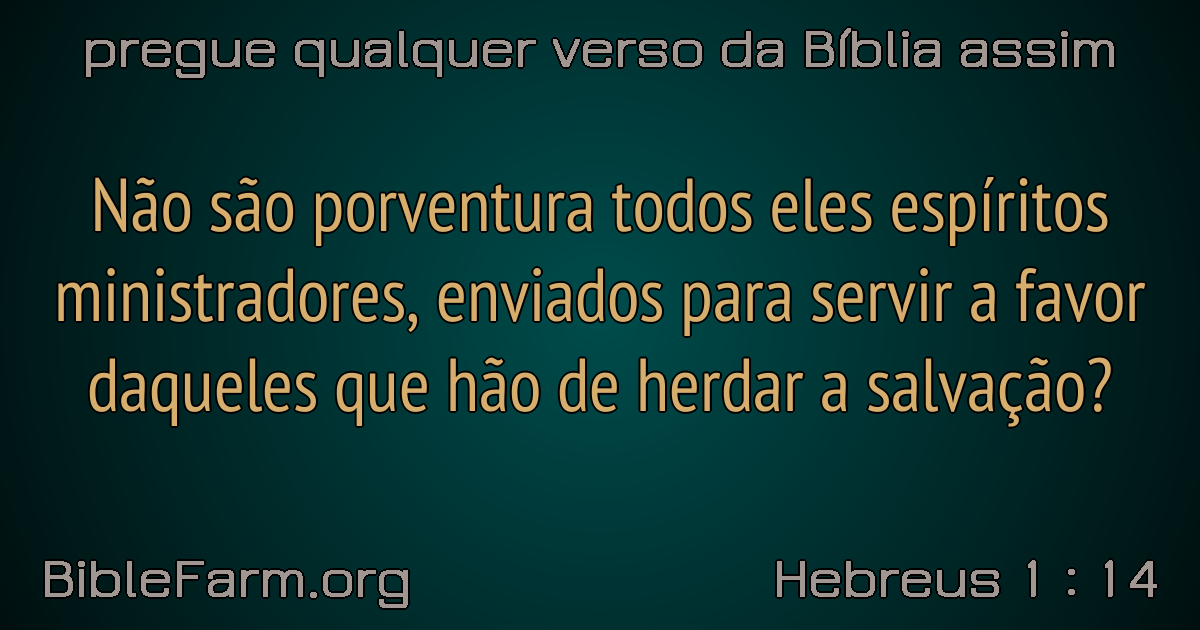 pregue qualquer verso da Bíblia assim
Não são porventura todos eles espíritos
ministradores, enviados para servir a favor
daqueles que hão de herdar a salvação?
BibleFarm.org
Hebreus 1 : 14